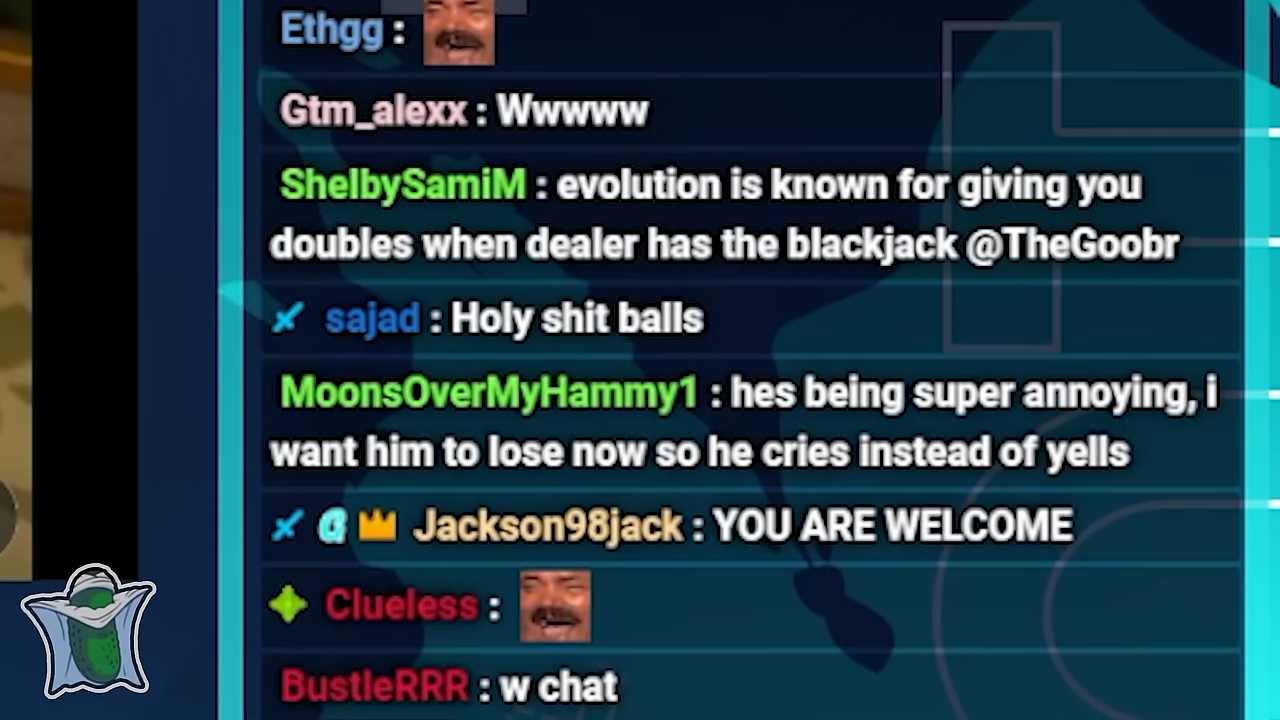 Ethgg :
Gtm_alexx : Wwwww
ShelbySamiM : evolution is known for giving you
doubles when dealer has the blackjack @TheGoobr
sajad : Holy shit balls
MoonsOverMyHammy1 : hes being super annoying, i
want him to lose now so he cries instead of yells
Jackson98jack : YOU ARE WELCOME
Clueless :
BustleRRR : w chat